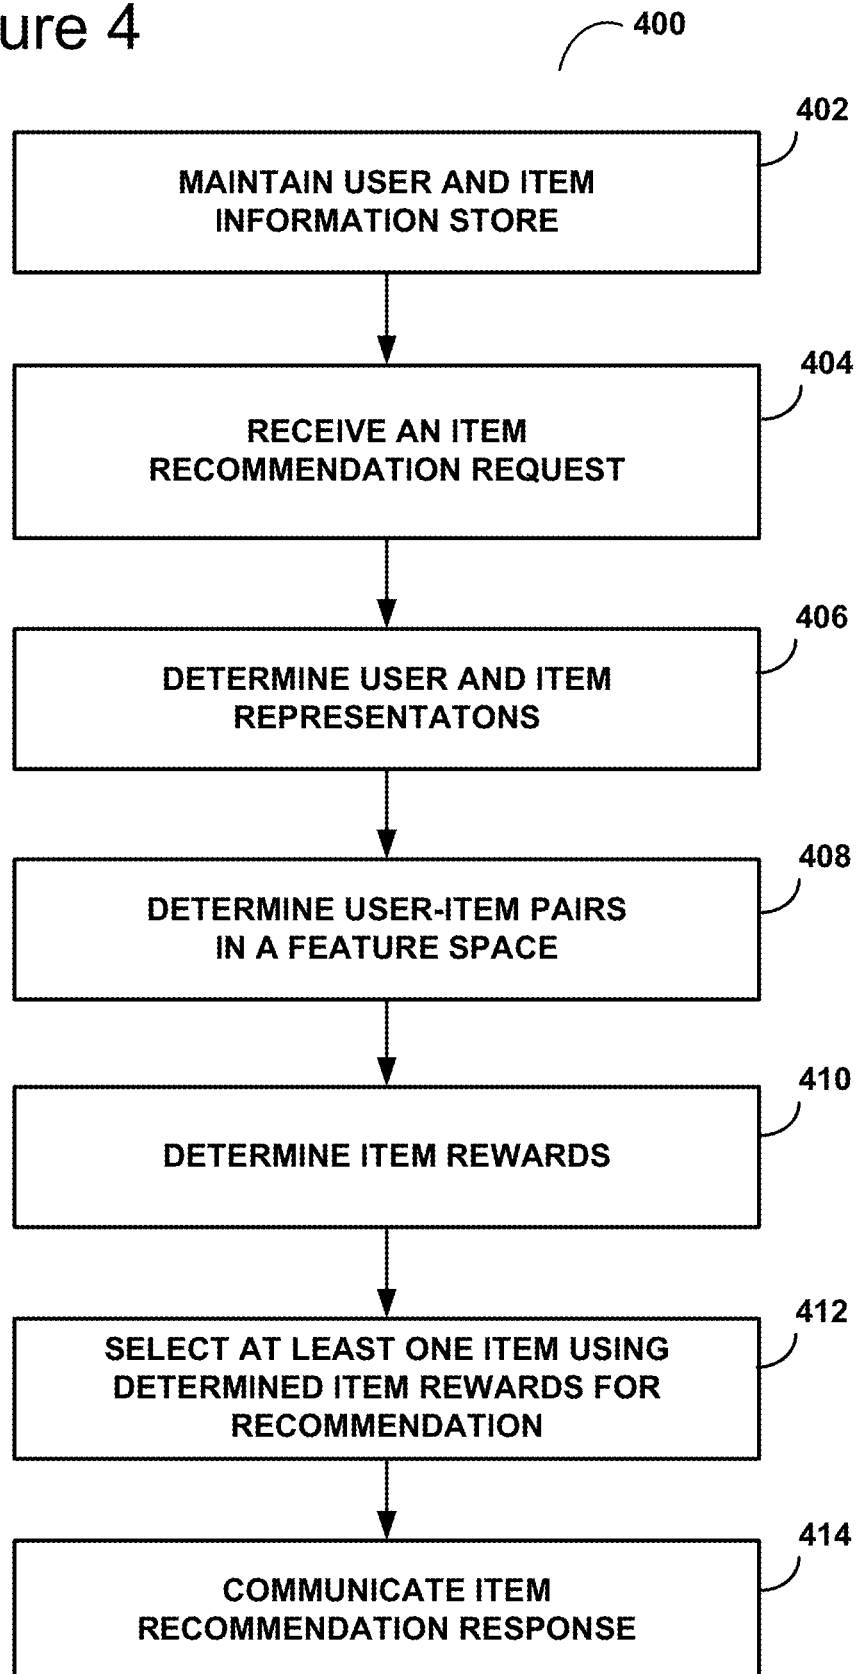 ure 4
400
402
MAINTAIN USER AND ITEM
INFORMATION STORE
404
RECEIVE AN ITEM
RECOMMENDATION REQUEST
406
DETERMINE USER AND ITEM
REPRESENTATONS
408
DETERMINE USER-ITEM PAIRS
IN A FEATURE SPACE
410
DETERMINE ITEM REWARDS
412
SELECT AT LEAST ONE ITEM USING
DETERMINED ITEM REWARDS FOR
RECOMMENDATION
414
COMMUNICATE ITEM
RECOMMENDATION RESPONSE